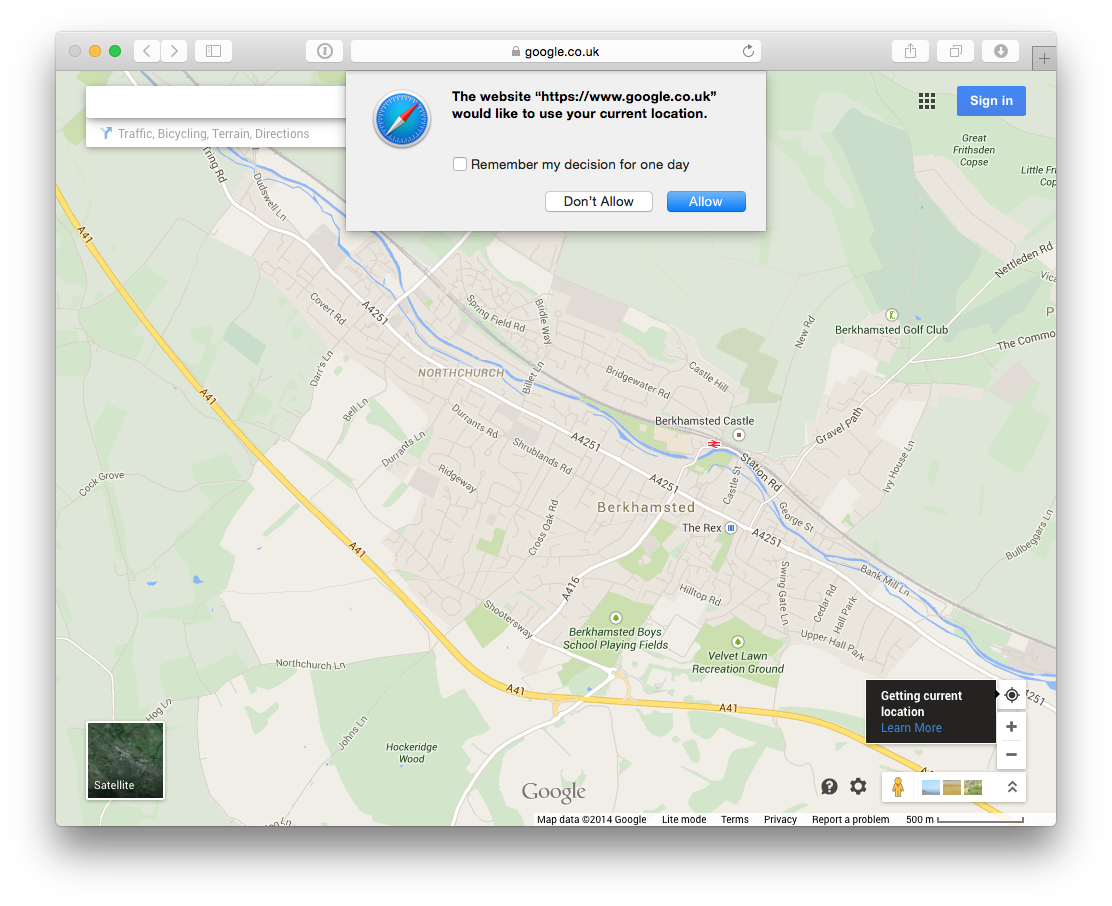 google.co.uk
The website “https://www.google.co.uk”
would like to use your current location.
Remember my decision for one day
Don't Allow
Allow
Sign in
Traffic, Bicycling, Terrain, Directions
Great
Frithsden
Copse
Little Fr
Cop
Dudswell Ln
A41
Nettleden Rd
Covert Rd
A4251
Spring Field Rd
Bridle Way
New Rd
Berkhamsted Golf Club
The Commo
Darr's Ln
NORTHCHURCH
Billet Ln
Bridgewater Rd
Castle Hill
A41
Bell Ln
Durrants Rd
Berkhamsted Castle
Gravel Path
Durrants Ln
Shrublands Rd
A4251
Station Rd
Ivy House Ln
Cock Grove
Ridgeway
A4251
Castle St
Berkhamsted
Cross Oak Rd
The Rex
George St
A4251
Bullbeggars Ln
A41
Bank Mill Ln
A416
Hilltop Rd
Swing Gate Ln
Cedar Rd
Hall Park
Shootersway
Berkhamsted Boys
School Playing Fields
Upper Hall Park
Velvet Lawn
Recreation Ground
Northchurch Ln
A41
A41
Getting current
location
Learn More
4251
Hog Ln
Johns Ln
Hockeridge
Wood
Satellite
Google
Map data ©2014 Google
Lite mode
Terms
Privacy
Report a problem
500 m